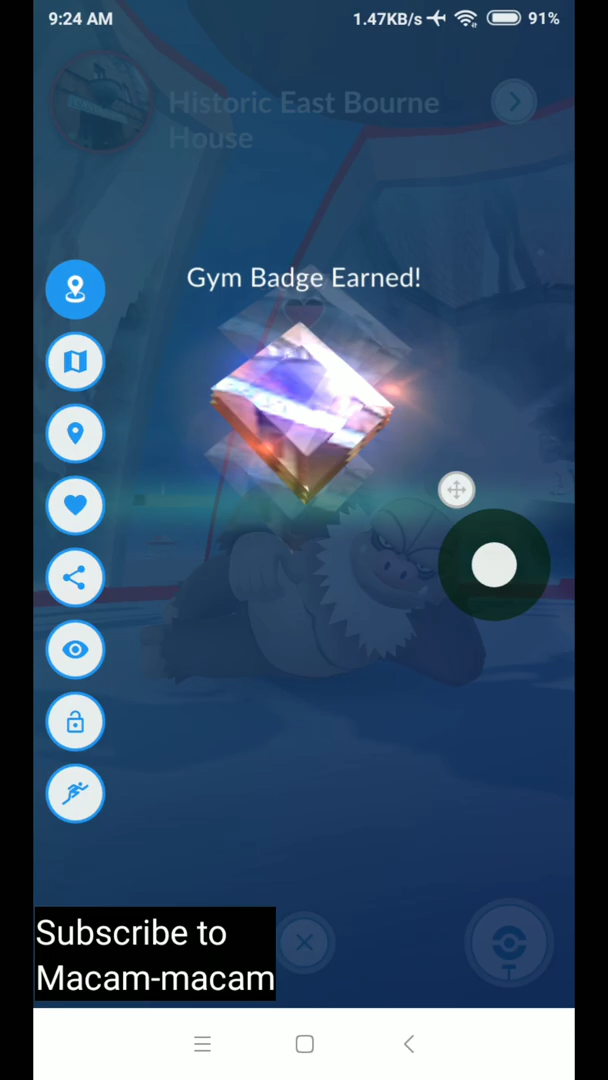 9:24 AM
1.47KB/s
91%
Historic East Bourne
House
Gym Badge Earned!
Subscribe to
Macam-macam